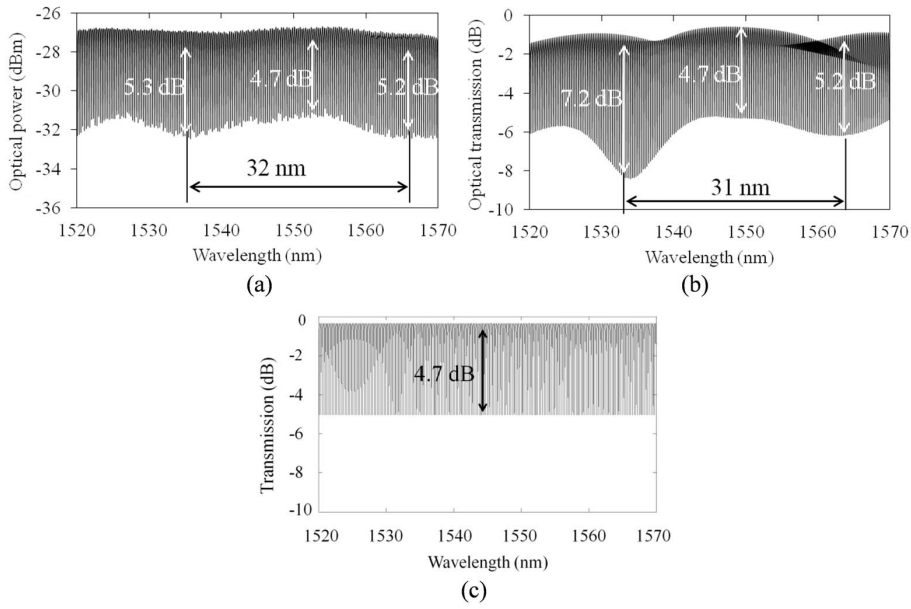 -26
-28
-30
-32
-34
-36
Optical power (dBm)
5.3 dB
4.7 dB
5.2 dB
32 nm
1520 1530 1540 1550 1560 1570
Wavelength (nm)
(a)
0
-2
-4
-6
-8
-10
Optical transmission (dB)
7.2 dB
4.7 dB
5.2 dB
31 nm
1520 1530 1540 1550 1560 1570
Wavelength (nm)
(b)
0
-2
-4
-6
-8
-10
Transmission (dB)
4.7 dB
1520 1530 1540 1550 1560 1570
Wavelength (nm)
(c)